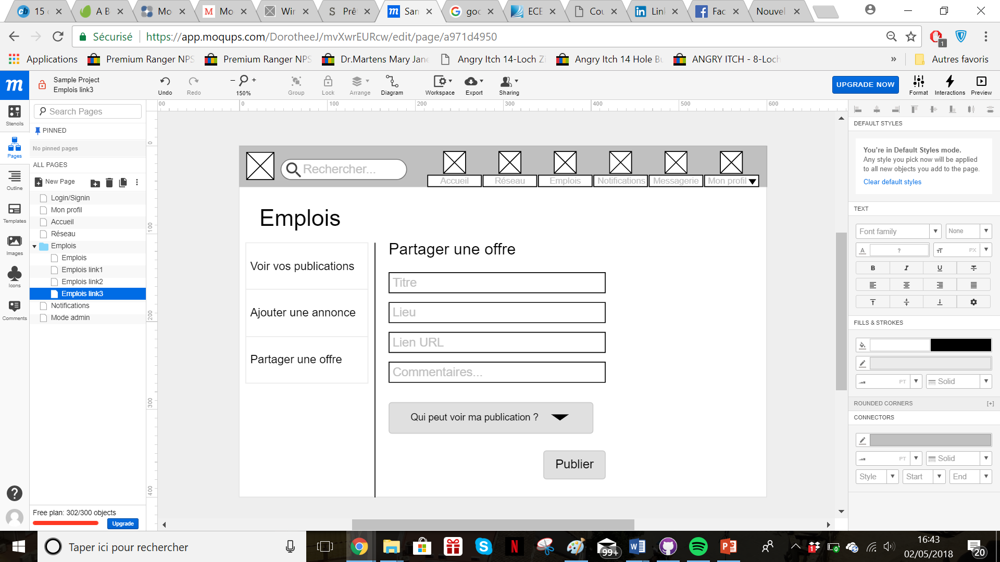 15
A B
Mo
Mo
Wir
Prê
San
goo
ECE
Cou
Link
Fac
Nouvel
Sécurisé
https://app.moqups.com/DorotheeJ/mvXwrEURcw/edit/page/a971d4950
1
Applications
Premium Ranger NPS
Premium Ranger NPS
Dr.Martens Mary Jane
Angry Itch 14-Loch Zi
Angry Itch 14 Hole Bu
ANGRY ITCH - 8-Loch
»
Autres favoris
m
Sample Project
Emplois link3
Undo
Redo
150%
Group
Lock
Arrange
Diagram
Workspace
Export
Sharing
UPGRADE NOW
Format
Interactions
Preview
Stencils
Pages
Outline
Templates
Images
Icons
Comments
Search Pages
PINNED
No pinned pages
ALL PAGES
New Page
Login/Signin
Mon profil
Accueil
Réseau
Emplois
Emplois
Emplois link1
Emplois link2
Emplois link3
Notifications
Mode admin
Free plan: 302/300 objects
Upgrade
00
0
100
200
300
400
500
600
0
100
200
300
400
Rechercher...
Accueil
Réseau
Emplois
Notifications
Messagerie
Mon profil
Emplois
Voir vos publications
Ajouter une annonce
Partager une offre
Partager une offre
Titre
Lieu
Lien URL
Commentaires...
Qui peut voir ma publication ?
Publier
DEFAULT STYLES
You're in Default Styles mode.
Any style you pick now will be applied
to all new objects you add to the page.
Clear default styles
TEXT
Font family
None
A
?
TT
PX
B
I
U
FILLS & STROKES
PT
Solid
ROUNDED CORNERS
[+]
CONNECTORS
PT
Solid
Style
Start
End
Taper ici pour rechercher
99+
1
16:43
02/05/2018
20